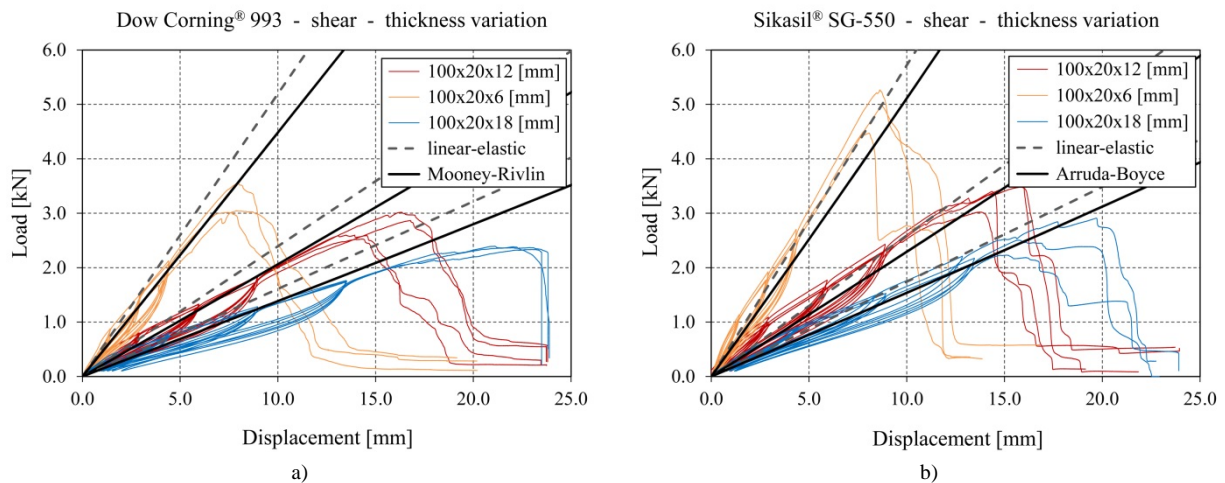 Dow Corning® 993 - shear - thickness variation
6.0
5.0
4.0
3.0
2.0
1.0
0.0
Load [kN]
100x20x12 [mm]
100x20x6 [mm]
100x20x18 [mm]
linear-elastic
Mooney-Rivlin
0.0 5.0 10.0 15.0 20.0 25.0
Displacement [mm]
a)
Sikasil® SG-550 - shear - thickness variation
6.0
5.0
4.0
3.0
2.0
1.0
0.0
Load [kN]
100x20x12 [mm]
100x20x6 [mm]
100x20x18 [mm]
linear-elastic
Arruda-Boyce
0.0 5.0 10.0 15.0 20.0 25.0
Displacement [mm]
b)